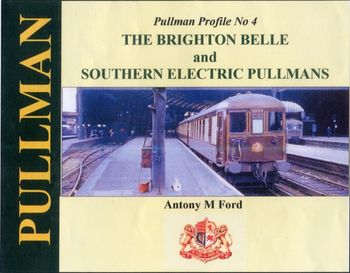 PULLMAN
Pullman Profile No 4
THE BRIGHTON BELLE
and
SOUTHERN ELECTRIC PULLMANS
Antony M Ford